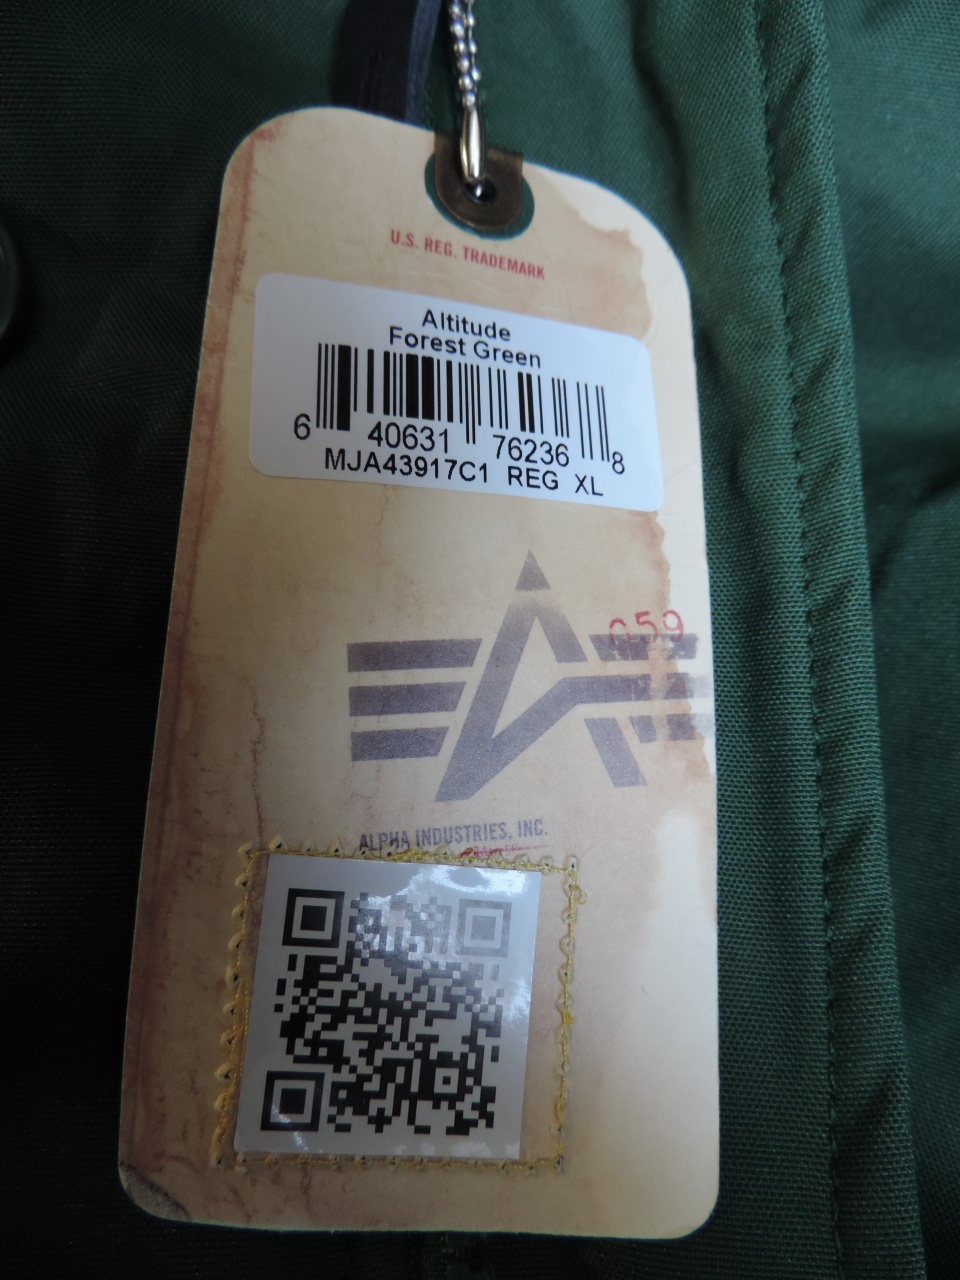 U.S. REG. TRADEMARK
Altitude
Forest Green
6 40631 76236 8
MJA43917C1 REG XL
059
ALPHA INDUSTRIES, INC.